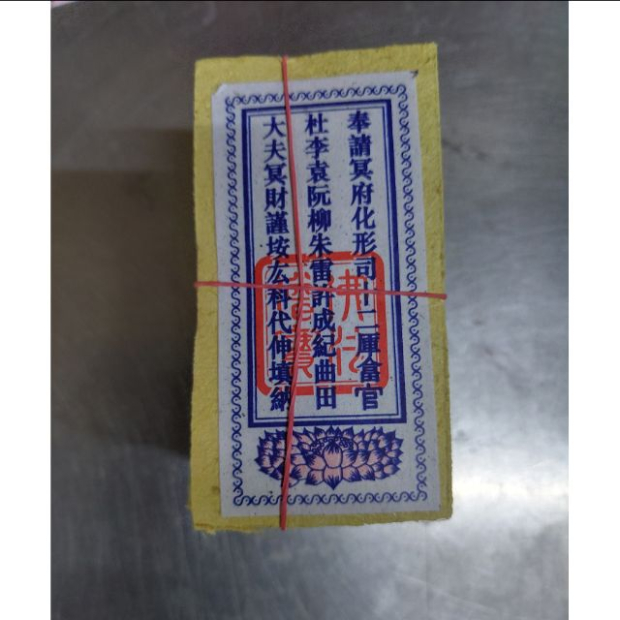 奉請冥府化形司十二庫官
杜李袁阮柳朱雷許成紀曲田
大夫冥財謹按玄科代伸填納